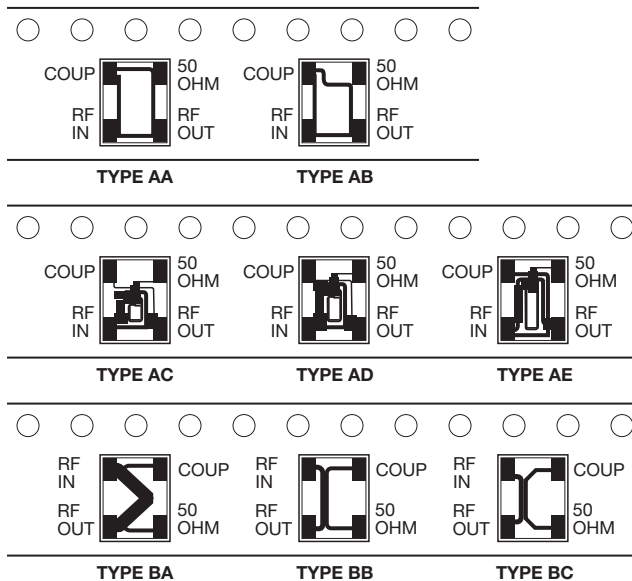 COUP
50
OHM
RF
IN
RF
OUT
COUP
50
OHM
RF
IN
RF
OUT
TYPE AA
TYPE AB
COUP
50
OHM
RF
IN
RF
OUT
COUP
50
OHM
RF
IN
RF
OUT
COUP
50
OHM
RF
IN
RF
OUT
TYPE AC
TYPE AD
TYPE AE
RF
IN
COUP
RF
OUT
50
OHM
RF
IN
COUP
RF
OUT
50
OHM
RF
IN
COUP
RF
OUT
50
OHM
TYPE BA
TYPE BB
TYPE BC